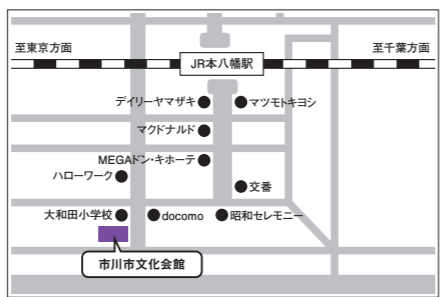 至東京方面
至千葉方面
JR本八幡駅
デイリーヤマザキ
マツモトキヨシ
マクドナルド
MEGAドン・キホーテ
ハローワーク
交番
大和田小学校
docomo
昭和セレモニー
市川市文化会館